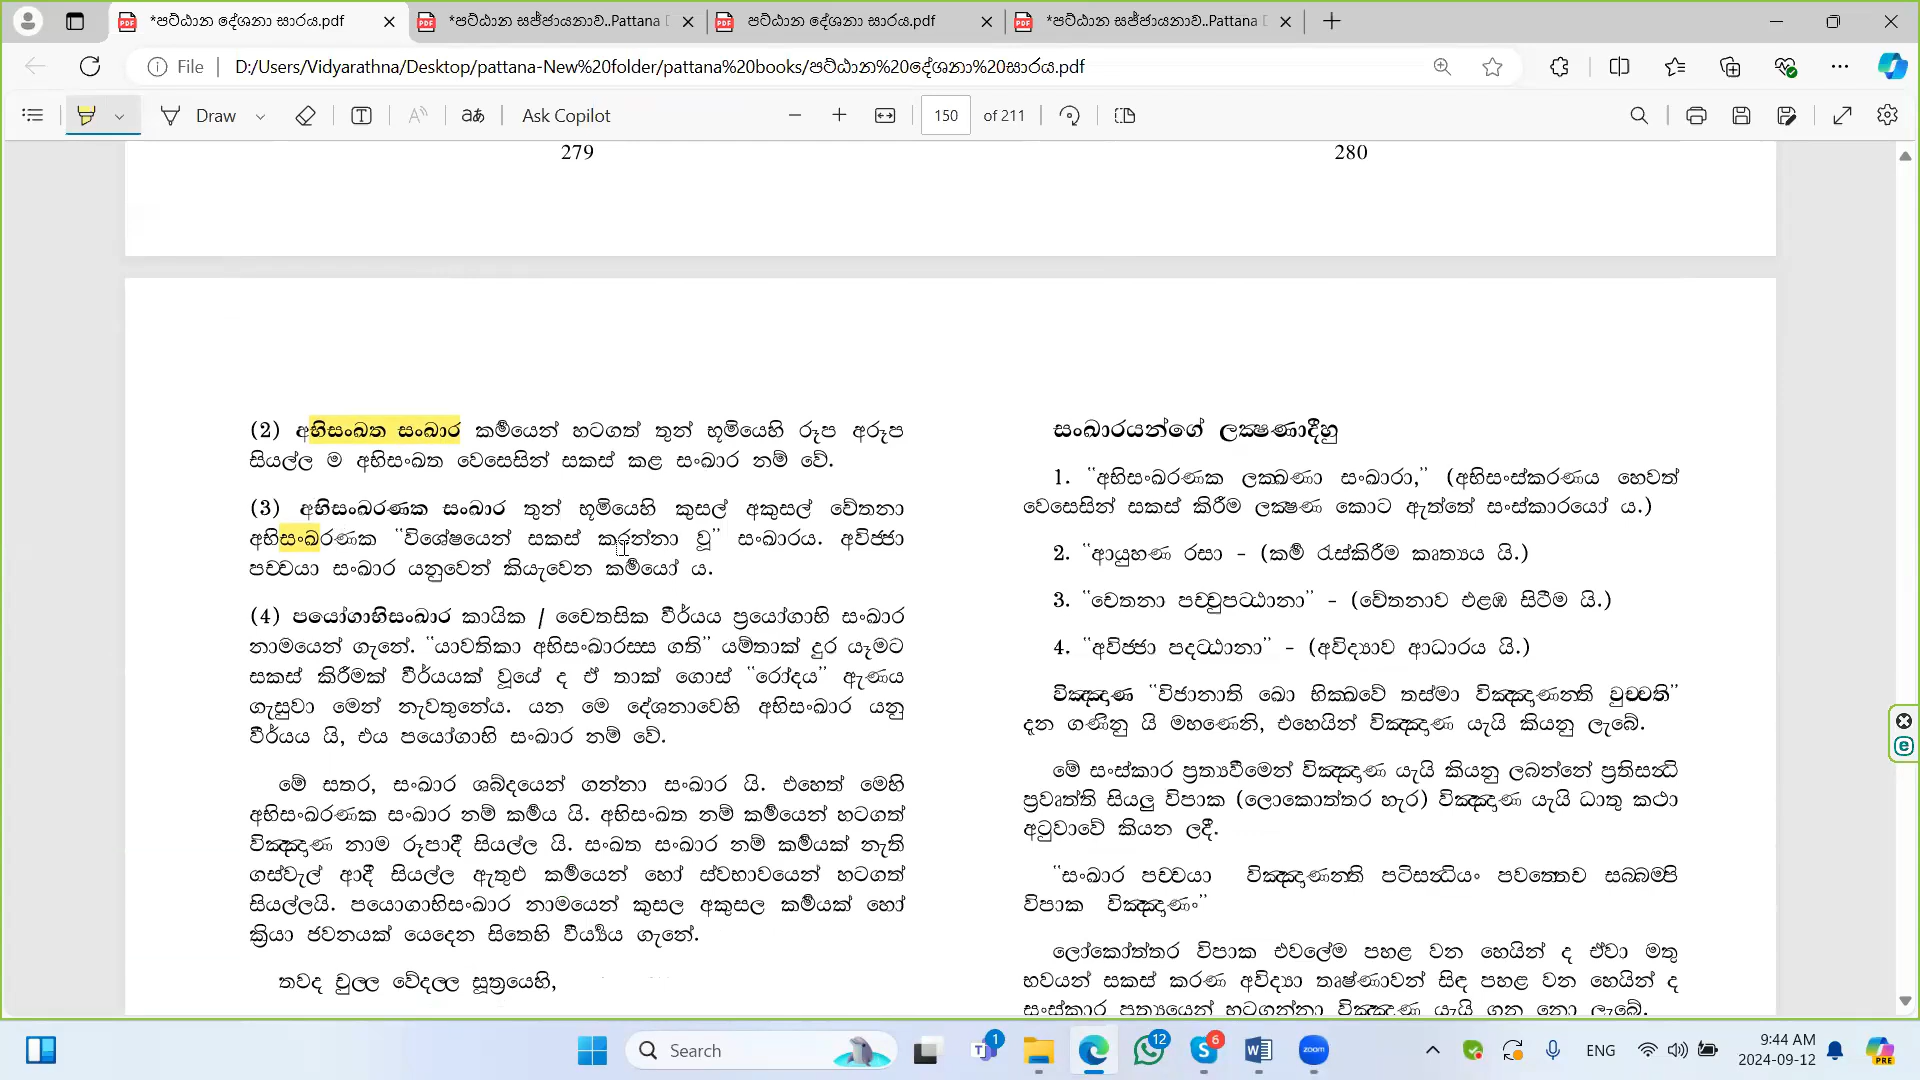 *පට්ඨාන දේශනා සාරය.pdf
*පට්ඨාන සජ්ඣායනාව..Pattana D
පට්ඨාන දේශනා සාරය.pdf
*පට්ඨාන සජ්ඣායනාව..Pattana D
File
D:/Users/Vidyarathna/Desktop/pattana-New%20folder/pattana%20books/පට්ඨාන%20දේශනා%20සාරය.pdf
Draw
aあ
Ask Copilot
150
of 211
279
280
(2) අභිසංඛත සංඛාර කර්මයෙන් හටගත් තුන් භූමියෙහි රූප අරූප
සියල්ල ම අභිසංඛත වෙසෙසින් සකස් කළ සංඛාර නම් වේ.
(3) අභිසංඛරණක සංඛාර තුන් භූමියෙහි කුසල් අකුසල් චේතනා
අභිසංඛරණක “විශේෂයෙන් සකස් කරන්නා වූ” සංඛාරය. අවිජ්ජා
පච්චයා සංඛාර යනුවෙන් කියැවෙන කර්මයෝ ය.
(4) පයෝගාභිසංඛාර කායික / චෛතසික වීර්යය ප්‍රයෝගාභි සංඛාර
නාමයෙන් ගැනේ. “යාවතිකා අභිසංඛාරස්ස ගති” යම්තාක් දුර යෑමට
සකස් කිරීමක් වීර්යයක් වූයේ ද ඒ තාක් ගොස් “රෝදය” ඇණය
ගැසුවා මෙන් නැවතුනේය. යන මෙ දේශනාවෙහි අභිසංඛාර යනු
වීර්යය යි, එය පයෝගාභි සංඛාර නම් වේ.
මේ සතර, සංඛාර ශබ්දයෙන් ගන්නා සංඛාර යි. එහෙත් මෙහි
අභිසංඛරණක සංඛාර නම් කර්මය යි. අභිසංඛත නම් කර්මයෙන් හටගත්
විඤ්ඤාණ නාම රූපාදී සියල්ල යි. සංඛත සංඛාර නම් කර්මයක් නැති
ගස්වැල් ආදී සියල්ල ඇතුළු කර්මයෙන් හෝ ස්වභාවයෙන් හටගත්
සියල්ලයි. පයොගාභිසංඛාර නාමයෙන් කුසල අකුසල කර්මයක් හෝ
ක්‍රියා ජවනයක් යෙදෙන සිතෙහි වීර්ය්‍යය ගැනේ.
තවද චුල්ල වේදල්ල සූත්‍රයෙහි,
සංඛාරයන්ගේ ලක්‍ෂණාදීහු
1. “අභිසංඛරණක ලක්ඛණා සංඛාරා,” (අභිසංස්කරණය හෙවත්
වෙසෙසින් සකස් කිරීම ලක්‍ෂණ කොට ඇත්තේ සංස්කාරයෝ ය.)
2. “ආයුහණ රසා - (කර්ම රැස්කිරීම කෘත්‍යය යි.)
3. “චෙතනා පච්චුපට්ඨානා” - (චේතනාව එළඹ සිටීම යි.)
4. “අවිජ්ජා පදට්ඨානා” - (අවිද්‍යාව ආධාරය යි.)
විඤ්ඤාණ “විජානාති ඛො භික්ඛවේ තස්මා විඤ්ඤාණන්ති වුච්චති”
දැන ගණිනු යි මහණෙනි, එහෙයින් විඤ්ඤාණ යැයි කියනු ලැබේ.
මේ සංස්කාර ප්‍රත්‍යවීමෙන් විඤ්ඤාණ යැයි කියනු ලබන්නේ ප්‍රතිසන්ධි
ප්‍රවෘත්ති සියලු විපාක (ලොකොත්තර හැර) විඤ්ඤාණ යැයි ධාතු කථා
අටුවාවේ කියන ලදී.
“සංඛාර පච්චයා විඤ්ඤාණන්ති පටිසන්ධියං පවත්තෙච සබ්බම්පි
විපාක විඤ්ඤාණං”
ලෝකෝත්තර විපාක එවලේම පහළ වන හෙයින් ද ඒවා මතු
භවයන් සකස් කරණ අවිද්‍යා තෘෂ්ණාවන් සිඳ පහළ වන හෙයින් ද
සංස්කාර ප්‍රත්‍යයෙන් හටගන්නා විඤ්ඤාණ යැයි ගන නො ලැබේ.
1
Search
12
6
zoom
ENG
9:44 AM
2024-09-12
PRE